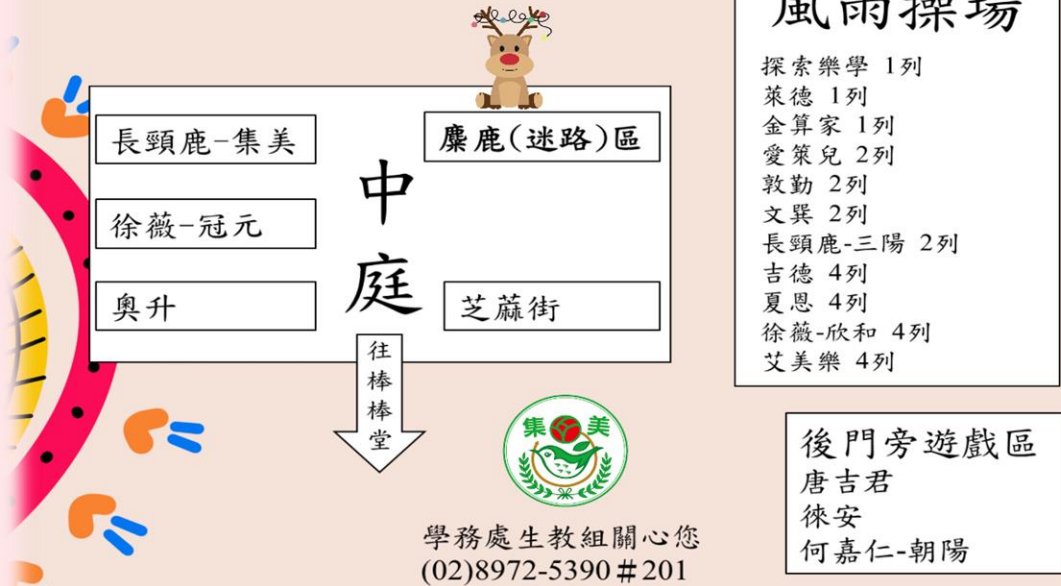 長頸鹿-集美
徐薇-冠元
奧升
中庭
麋鹿(迷路)區
芝蔴街
往棒棒堂
集美
學務處生教組關心您
(02)8972-5390#201
風雨操場
探索樂學 1列
萊德 1列
金算家 1列
愛策兒 2列
敦勤 2列
文巽 2列
長頸鹿-三陽 2列
吉德 4列
夏恩 4列
徐薇-欣和 4列
艾美樂 4列
後門旁遊戲區
唐吉君
徠安
何嘉仁-朝陽